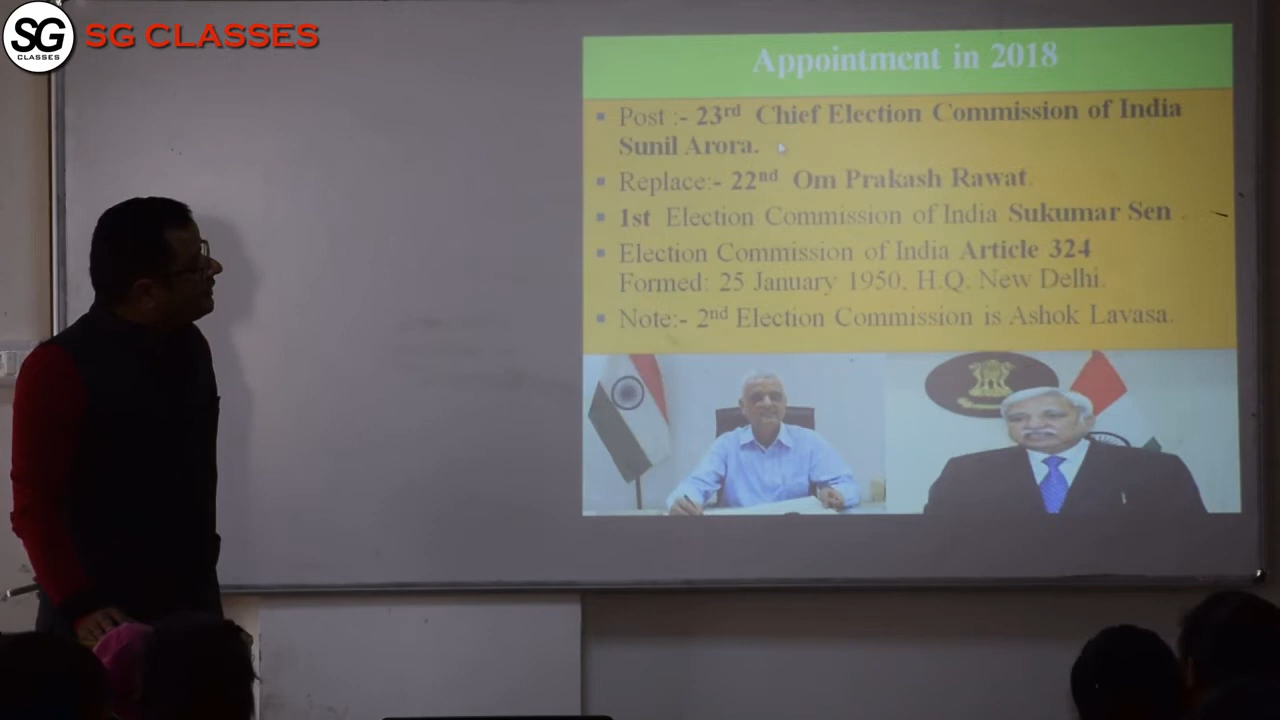 SG
CLASSES
SG CLASSES
Appointment in 2018
Post :- 23rd Chief Election Commission of India
Sunil Arora.
Replace:- 22nd Om Prakash Rawat.
1st Election Commission of India Sukumar Sen .
Election Commission of India Article 324
Formed: 25 January 1950. H.Q. New Delhi.
Note:- 2nd Election Commission is Ashok Lavasa.